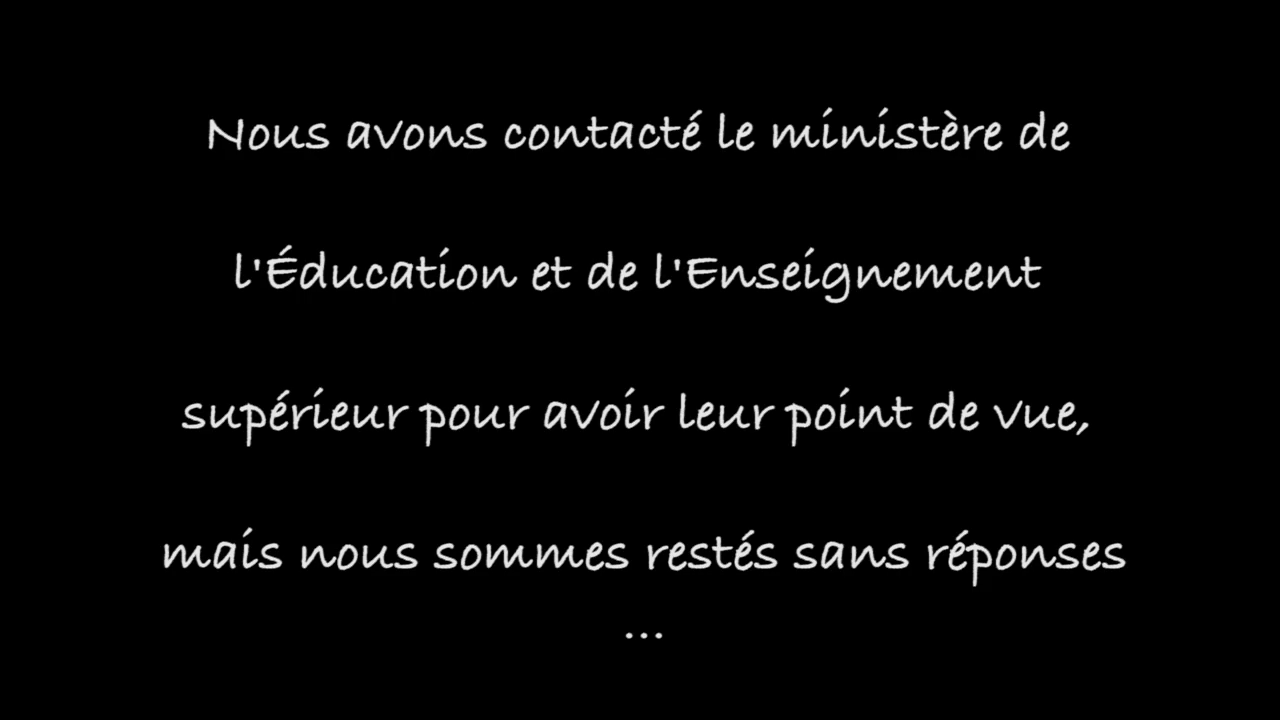 Nous avons contacté le ministère de
l'Éducation et de l'Enseignement
supérieur pour avoir leur point de vue,
mais nous sommes restés sans réponses
...